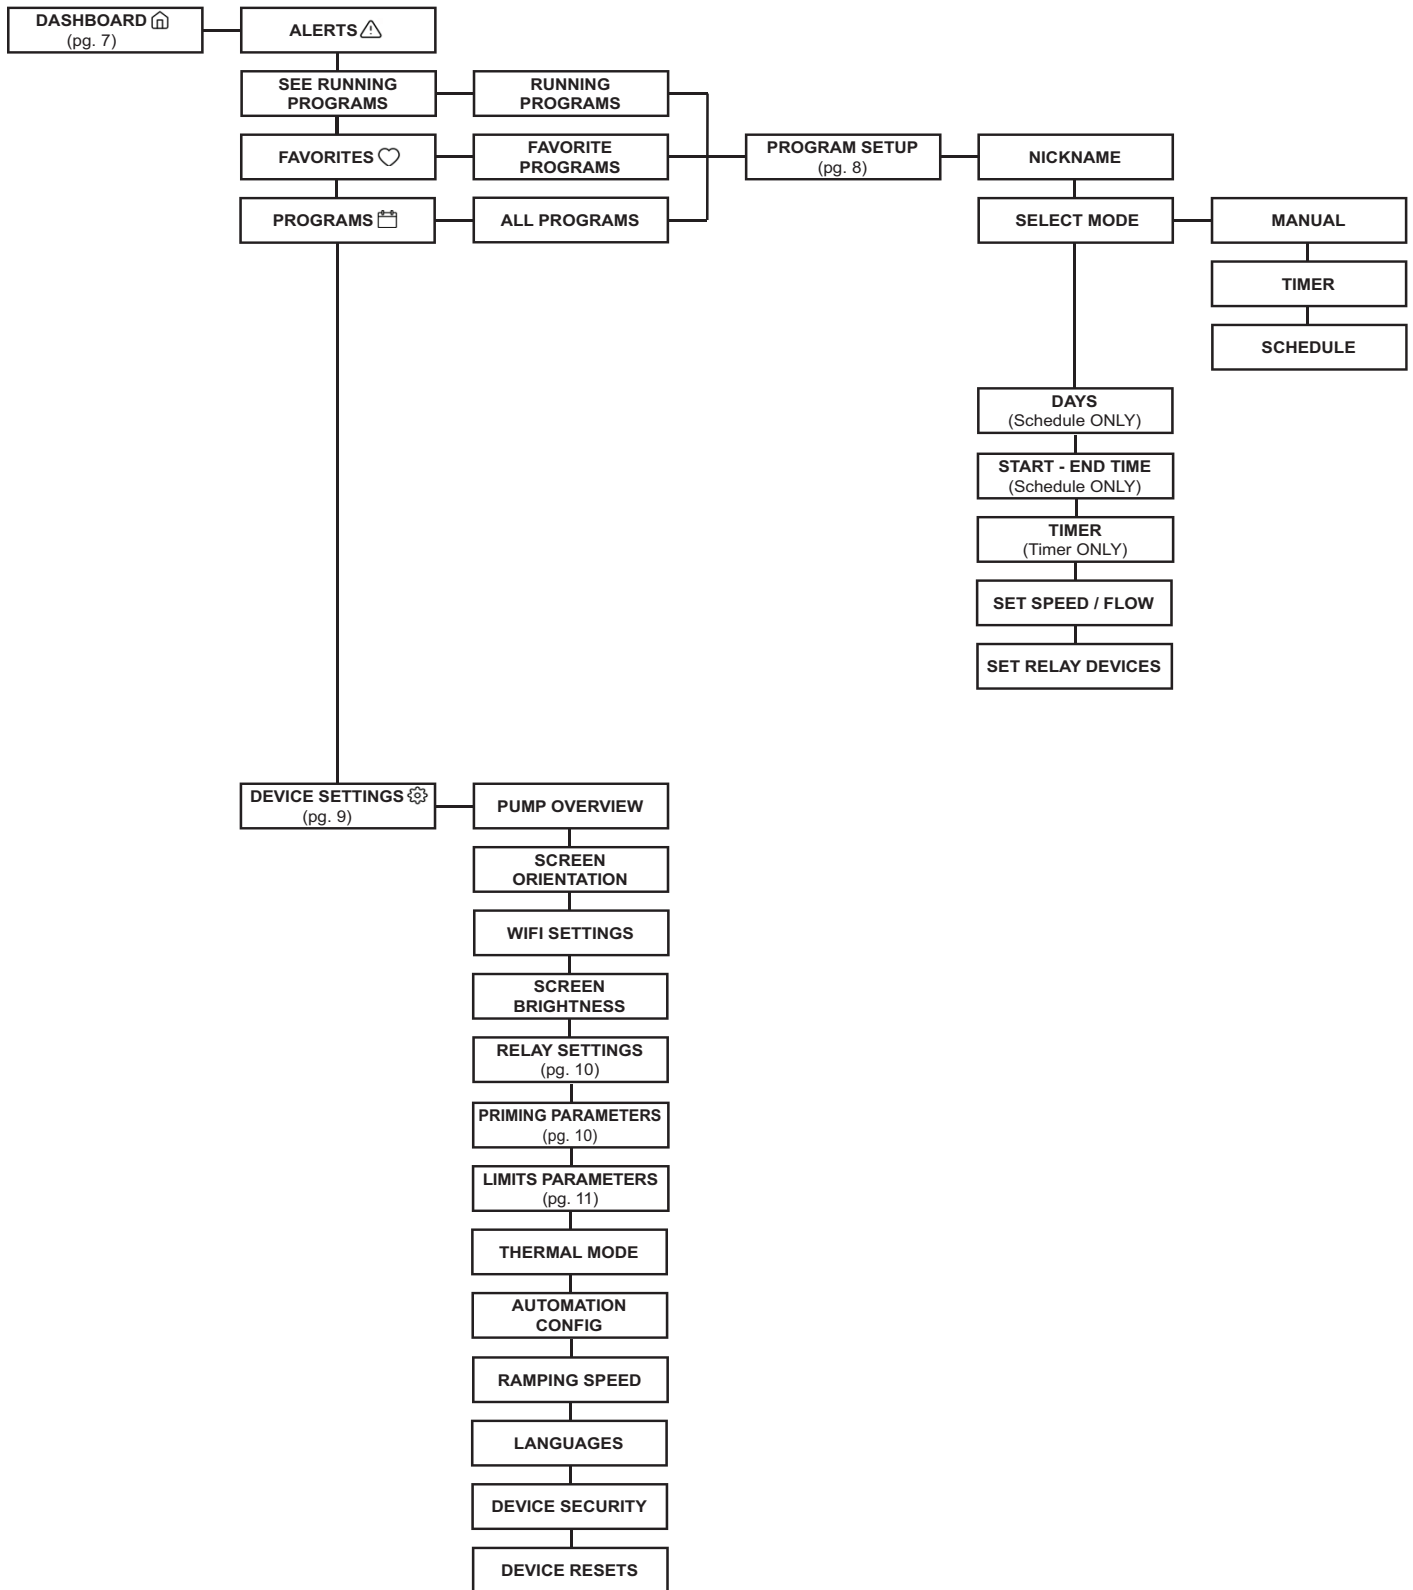 DASHBOARD
(pg. 7)
ALERTS
SEE RUNNING
PROGRAMS
RUNNING
PROGRAMS
FAVORITES
FAVORITE
PROGRAMS
PROGRAMS
ALL PROGRAMS
PROGRAM SETUP
(pg. 8)
NICKNAME
SELECT MODE
MANUAL
TIMER
SCHEDULE
DAYS
(Schedule ONLY)
START - END TIME
(Schedule ONLY)
TIMER
(Timer ONLY)
SET SPEED / FLOW
SET RELAY DEVICES
DEVICE SETTINGS
(pg. 9)
PUMP OVERVIEW
SCREEN
ORIENTATION
WIFI SETTINGS
SCREEN
BRIGHTNESS
RELAY SETTINGS
(pg. 10)
PRIMING PARAMETERS
(pg. 10)
LIMITS PARAMETERS
(pg. 11)
THERMAL MODE
AUTOMATION
CONFIG
RAMPING SPEED
LANGUAGES
DEVICE SECURITY
DEVICE RESETS